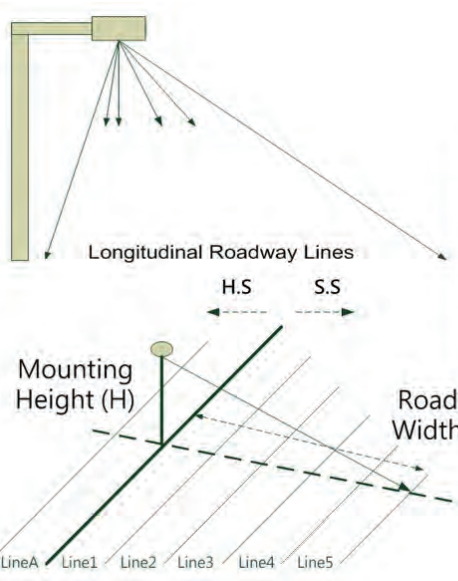 Longitudinal Roadway Lines
H.S
S.S
Mounting
Height (H)
Road
Width
LineA
Line1
Line2
Line3
Line4
Line5